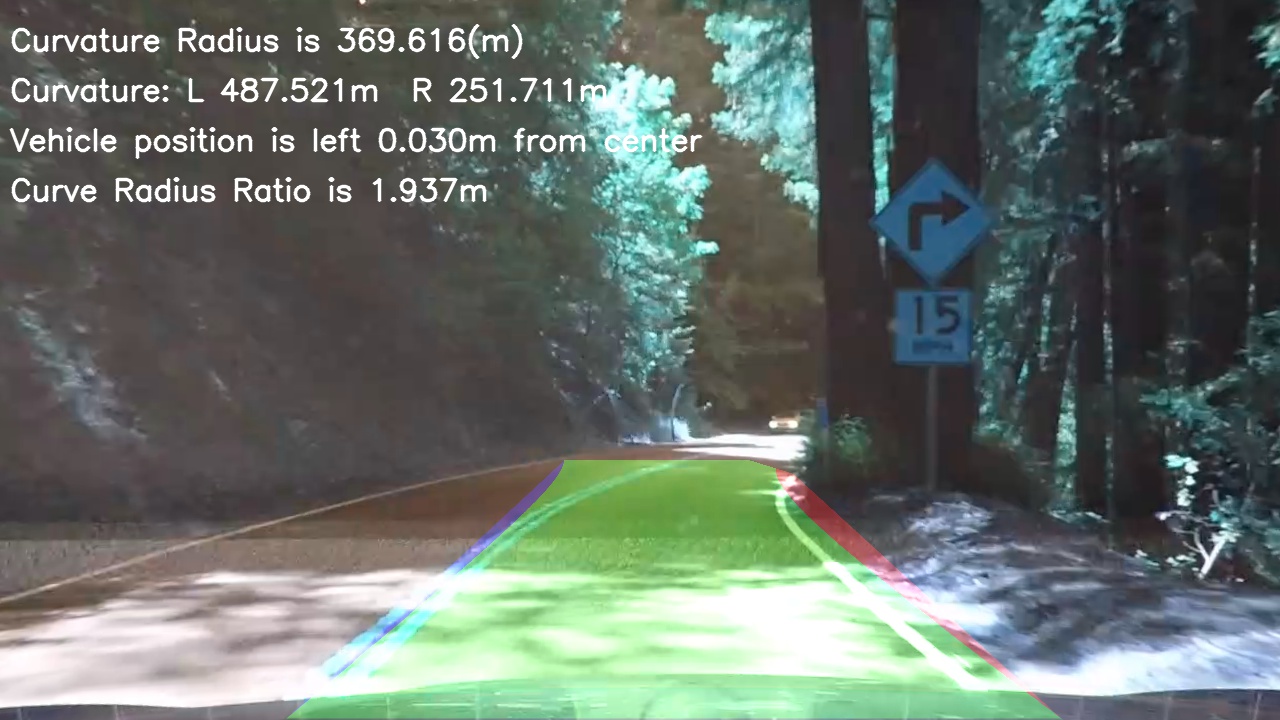 Curvature Radius is 369.616(m)
Curvature: L 487.521m R 251.711m
Vehicle position is left 0.030m from center
Curve Radius Ratio is 1.937m
15
MPH